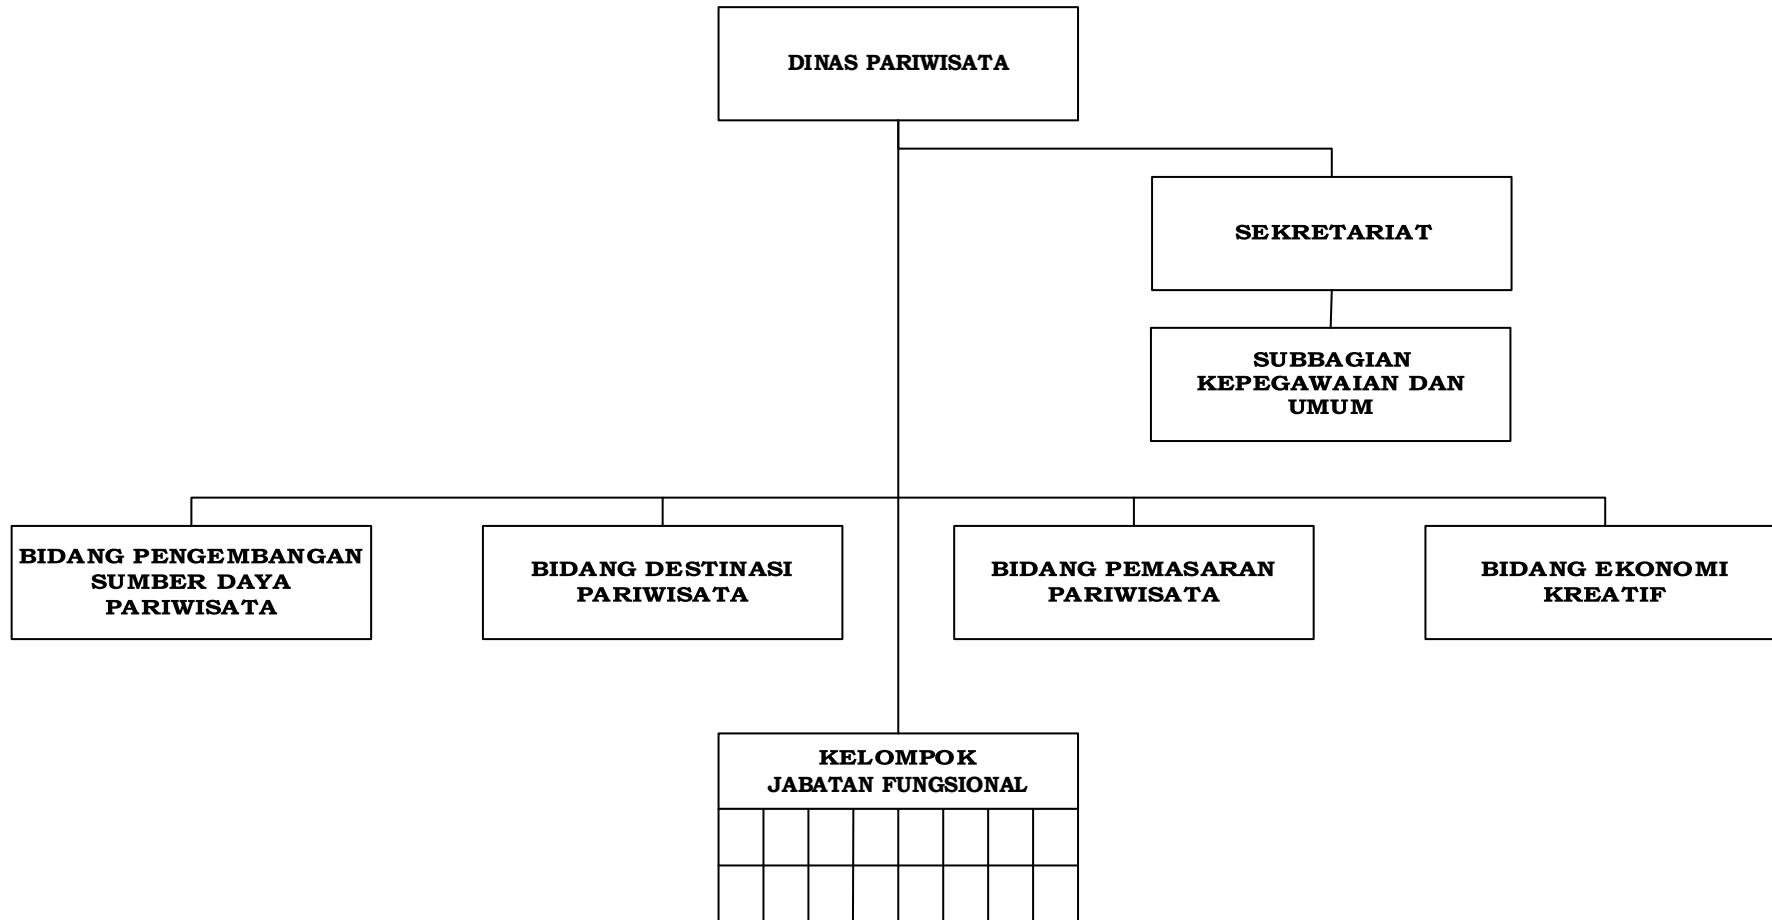 DINAS PARIWISATA
SEKRETARIAT
SUBBAGIAN
KEPEGAWAIAN DAN
UMUM
BIDANG PENGEMBANGAN
SUMBER DAYA
PARIWISATA
BIDANG DESTINASI
PARIWISATA
BIDANG PEMASARAN
PARIWISATA
BIDANG EKONOMI
KREATIF
KELOMPOK
JABATAN FUNGSIONAL